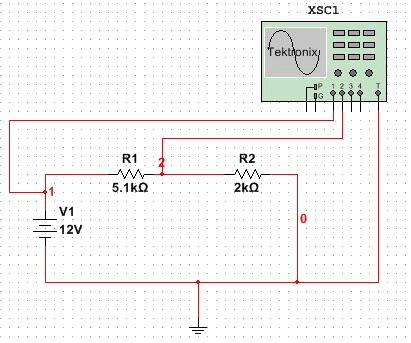 XSC1
Tektronix
P
G
1 2 3 4 T
R1
5.1kΩ
2
R2
2kΩ
1
V1
12V
0